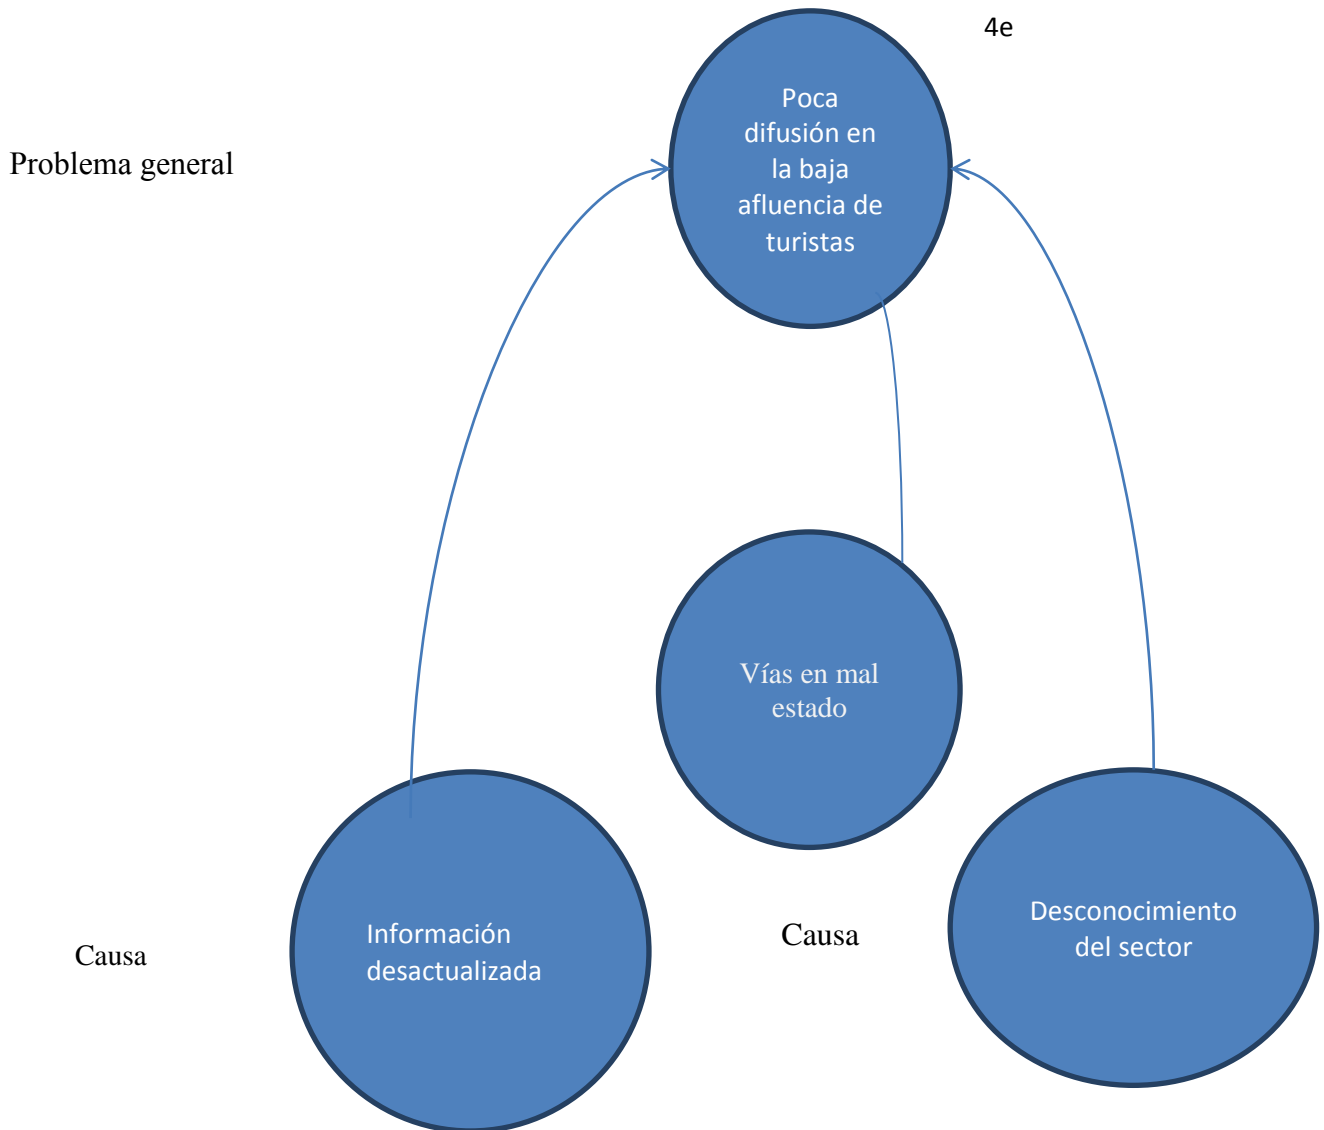 4e
Poca
difusión en
la baja
afluencia de
turistas
Problema general
Vías en mal
estado
Información
desactualizada
Causa
Causa
Desconocimiento
del sector